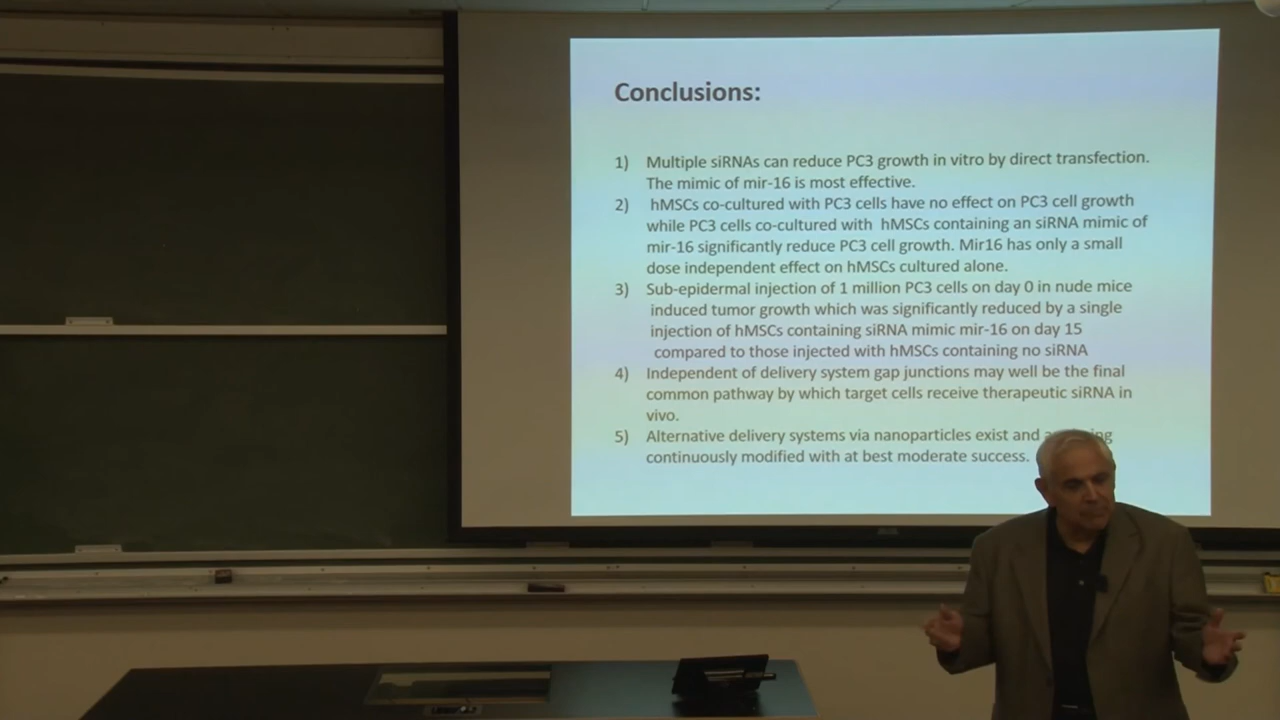 Conclusions:
1) Multiple siRNAs can reduce PC3 growth in vitro by direct transfection.
The mimic of mir-16 is most effective.
2) hMSCs co-cultured with PC3 cells have no effect on PC3 cell growth
while PC3 cells co-cultured with hMSCs containing an siRNA mimic of
mir-16 significantly reduce PC3 cell growth. Mir16 has only a small
dose independent effect on hMSCs cultured alone.
3) Sub-epidermal injection of 1 million PC3 cells on day 0 in nude mice
induced tumor growth which was significantly reduced by a single
injection of hMSCs containing siRNA mimic mir-16 on day 15
compared to those injected with hMSCs containing no siRNA
4) Independent of delivery system gap junctions may well be the final
common pathway by which target cells receive therapeutic siRNA in
vivo.
5) Alternative delivery systems via nanoparticles exist and
continuously modified with at best moderate success.